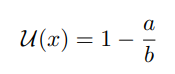 𝒰(x) = 1 − a/b